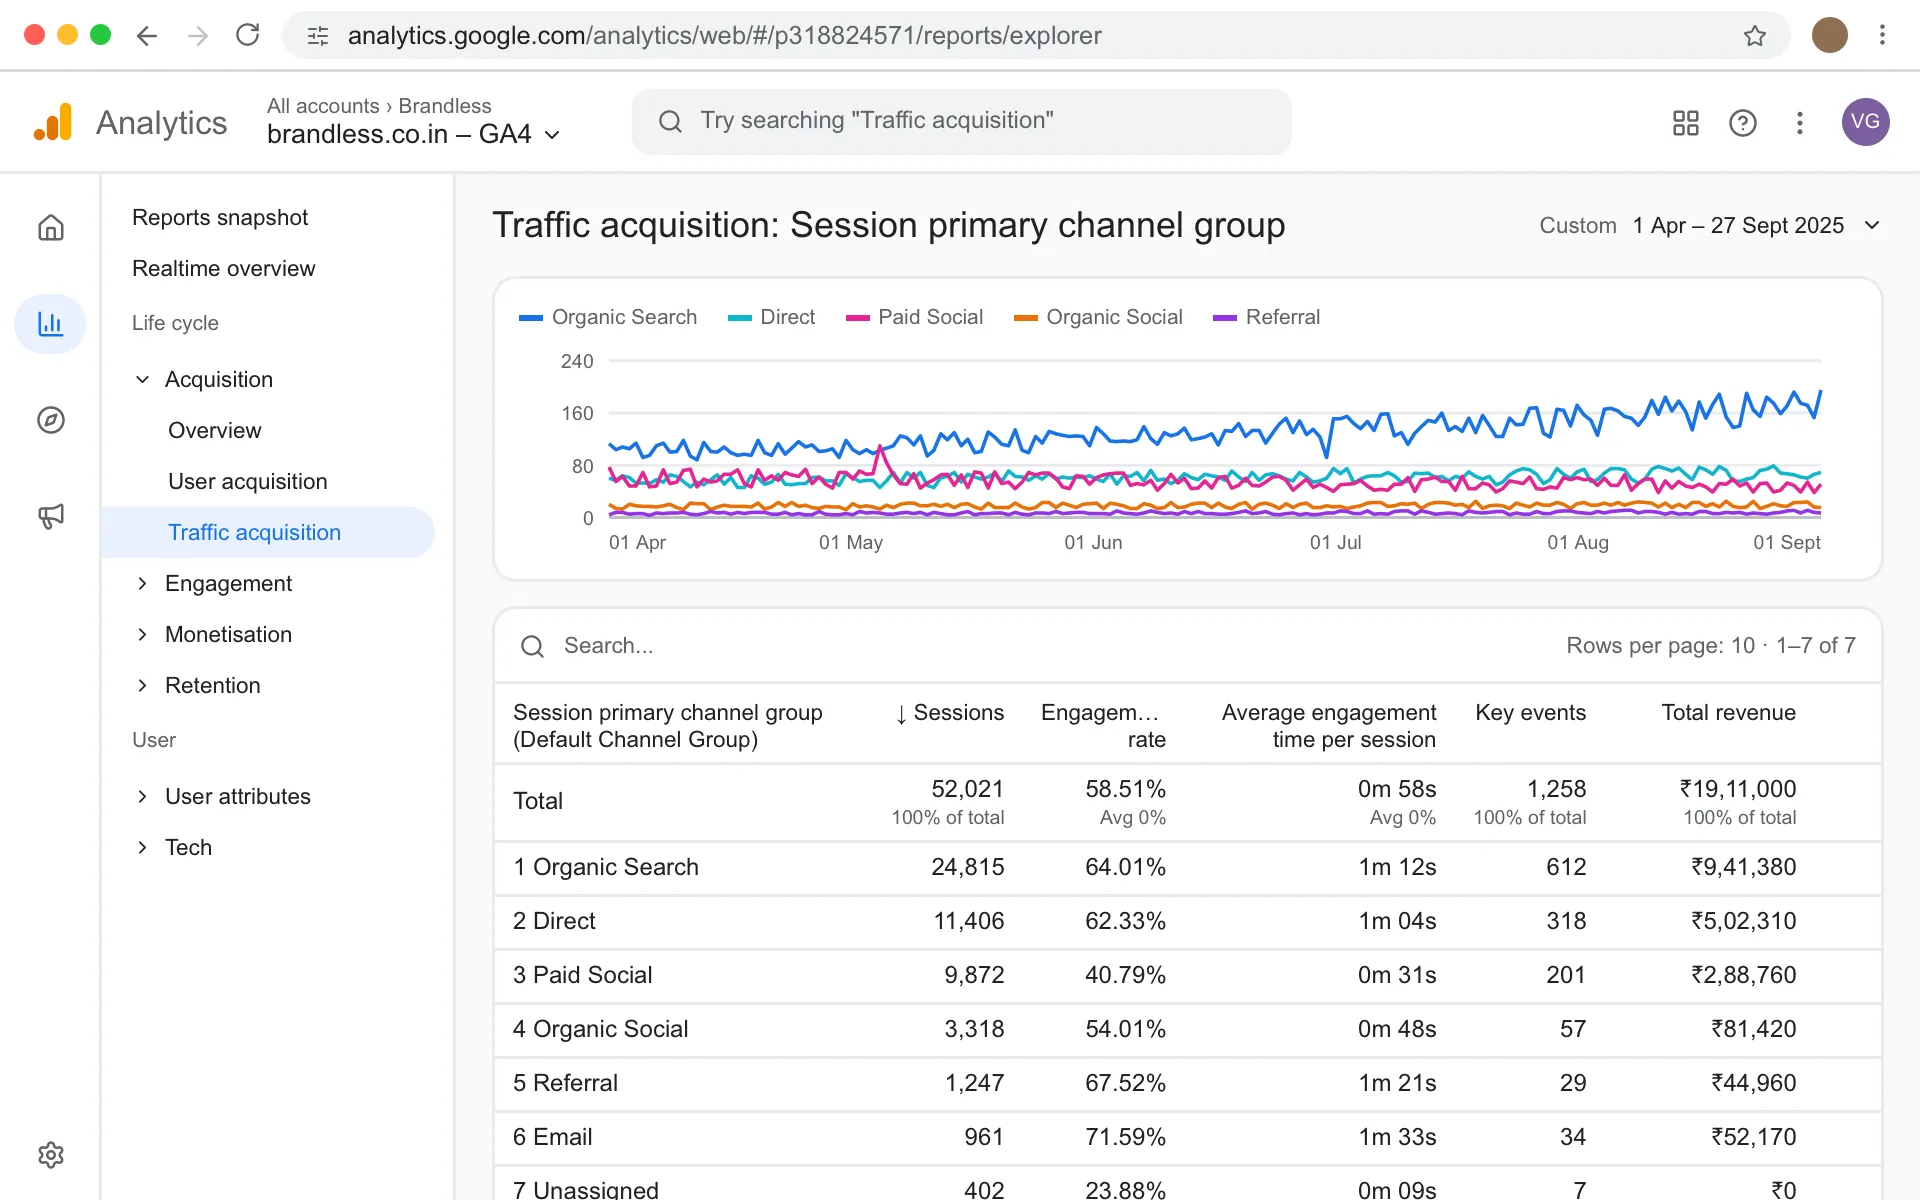 analytics.google.com/analytics/web/#/p318824571/reports/explorer
Analytics
All accounts › Brandless
brandless.co.in – GA4
Try searching "Traffic acquisition"
VG
Reports snapshot
Realtime overview
Life cycle
Acquisition
Overview
User acquisition
Traffic acquisition
Engagement
Monetisation
Retention
User
User attributes
Tech
Traffic acquisition: Session primary channel group
Custom 1 Apr – 27 Sept 2025
Organic Search Direct Paid Social Organic Social Referral
240
160
80
0
01 Apr 01 May 01 Jun 01 Jul 01 Aug 01 Sept
Search...
Rows per page: 10 · 1–7 of 7
Session primary channel group ↓ Sessions Engagem… Average engagement Key events Total revenue
(Default Channel Group) rate time per session
Total 52,021 58.51% 0m 58s 1,258 ₹19,11,000
100% of total Avg 0% Avg 0% 100% of total 100% of total
1 Organic Search 24,815 64.01% 1m 12s 612 ₹9,41,380
2 Direct 11,406 62.33% 1m 04s 318 ₹5,02,310
3 Paid Social 9,872 40.79% 0m 31s 201 ₹2,88,760
4 Organic Social 3,318 54.01% 0m 48s 57 ₹81,420
5 Referral 1,247 67.52% 1m 21s 29 ₹44,960
6 Email 961 71.59% 1m 33s 34 ₹52,170
7 Unassigned 402 23.88% 0m 09s 7 ₹0